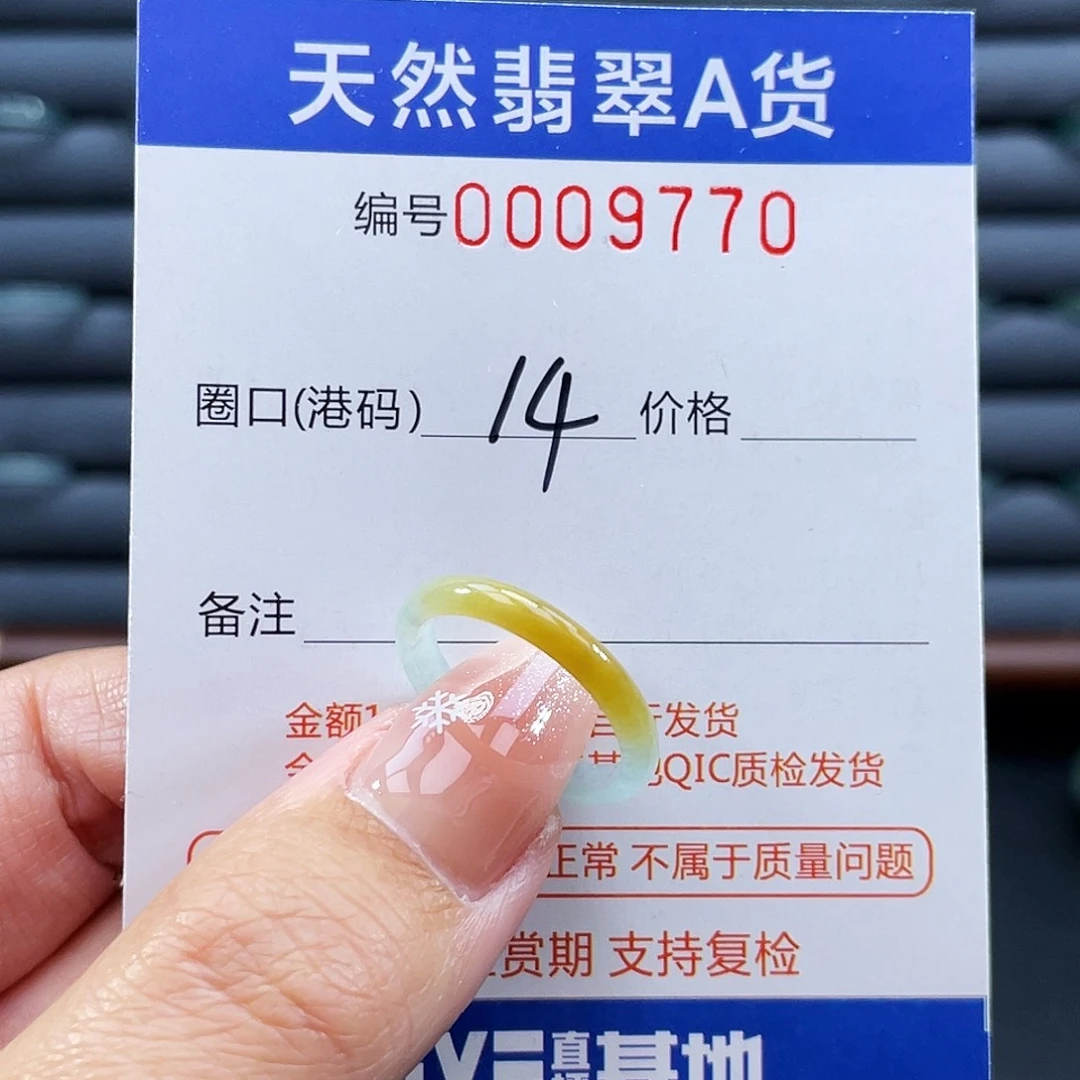 天然翡翠A货
编号0009770
圈口(港码) 14 价格
备注
金额 发货
QIC质检发货
正常 不属于质量问题
赏期 支持复检
基地